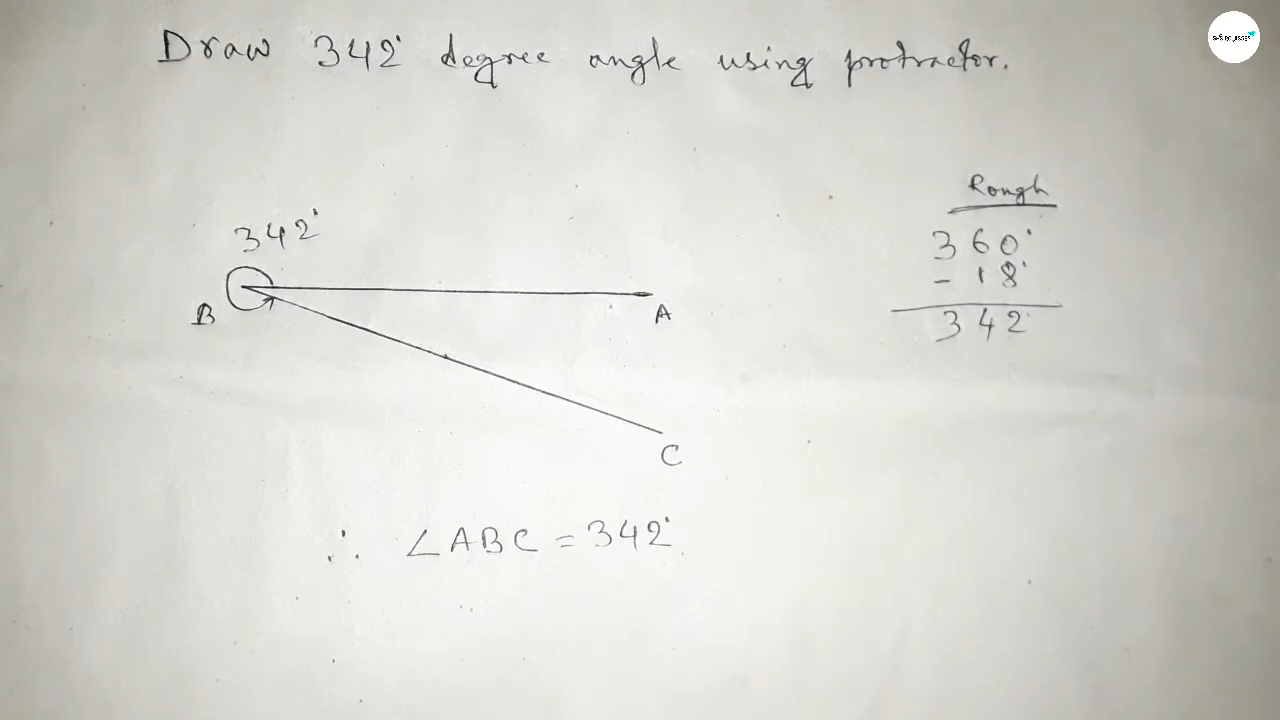 Draw 342° degree angle using protractor.
Rough
360°
- 18°
342
342°
B
A
C
∴ ∠ABC = 342°